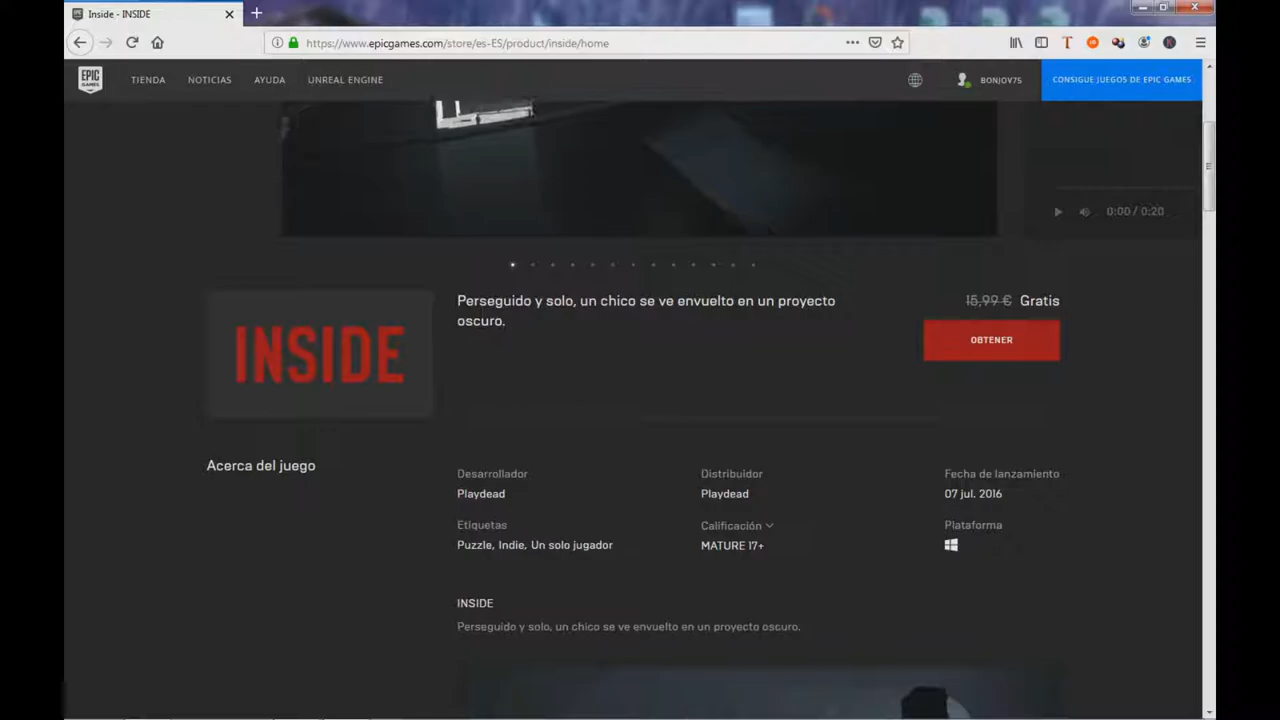 Inside - INSIDE
https://www.epicgames.com/store/es-ES/product/inside/home
EPIC GAMES
TIENDA NOTICIAS AYUDA UNREAL ENGINE BONJOV75 CONSIGUE JUEGOS DE EPIC GAMES
0:00 / 0:20
Perseguido y solo, un chico se ve envuelto en un proyecto
oscuro.
15,99 € Gratis
OBTENER
INSIDE
Acerca del juego
Desarrollador Distribuidor Fecha de lanzamiento
Playdead Playdead 07 jul. 2016
Etiquetas Calificación Plataforma
Puzzle, Indie, Un solo jugador MATURE 17+
INSIDE
Perseguido y solo, un chico se ve envuelto en un proyecto oscuro.